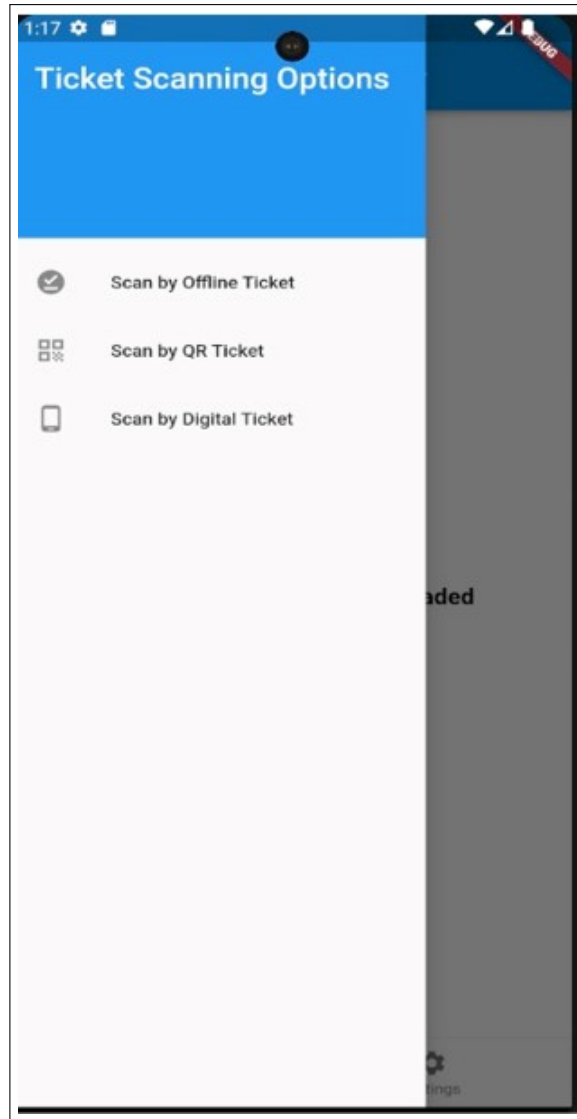 1:17
DEBUG
Ticket Scanning Options
Scan by Offline Ticket
Scan by QR Ticket
Scan by Digital Ticket
aded
tings